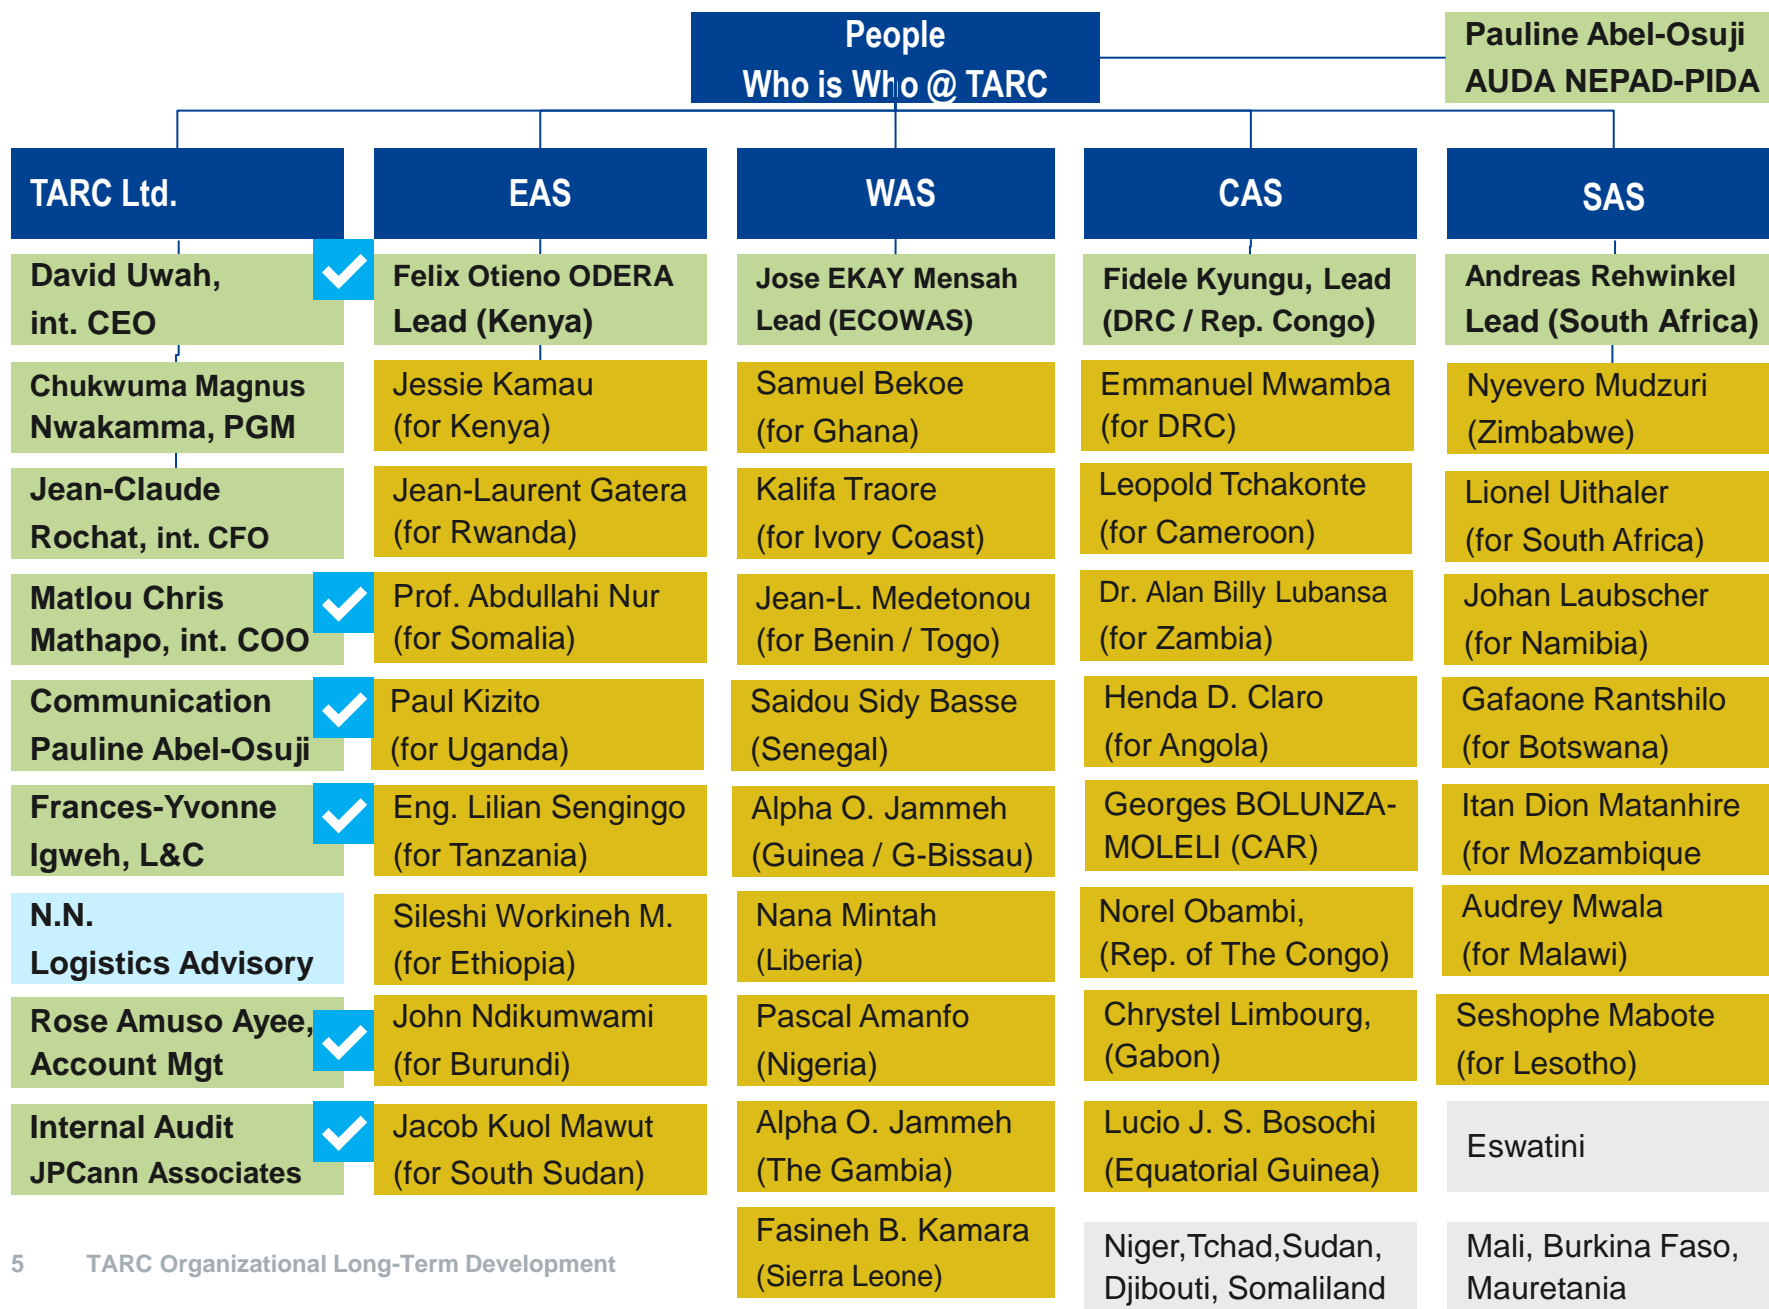 People
Who is Who @ TARC
Pauline Abel-Osuji
AUDA NEPAD-PIDA
TARC Ltd.
David Uwah,
int. CEO
Chukwuma Magnus
Nwakamma, PGM
Jean-Claude
Rochat, int. CFO
Matlou Chris
Mathapo, int. COO
Communication
Pauline Abel-Osuji
Frances-Yvonne
Igweh, L&C
N.N.
Logistics Advisory
Rose Amuso Ayee,
Account Mgt
Internal Audit
JPCann Associates
EAS
Felix Otieno ODERA
Lead (Kenya)
Jessie Kamau
(for Kenya)
Jean-Laurent Gatera
(for Rwanda)
Prof. Abdullahi Nur
(for Somalia)
Paul Kizito
(for Uganda)
Eng. Lilian Sengingo
(for Tanzania)
Sileshi Workineh M.
(for Ethiopia)
John Ndikumwami
(for Burundi)
Jacob Kuol Mawut
(for South Sudan)
WAS
Jose EKAY Mensah
Lead (ECOWAS)
Samuel Bekoe
(for Ghana)
Kalifa Traore
(for Ivory Coast)
Jean-L. Medetonou
(for Benin / Togo)
Saidou Sidy Basse
(Senegal)
Alpha O. Jammeh
(Guinea / G-Bissau)
Nana Mintah
(Liberia)
Pascal Amanfo
(Nigeria)
Alpha O. Jammeh
(The Gambia)
Fasineh B. Kamara
(Sierra Leone)
CAS
Fidele Kyungu, Lead
(DRC / Rep. Congo)
Emmanuel Mwamba
(for DRC)
Leopold Tchakonte
(for Cameroon)
Dr. Alan Billy Lubansa
(for Zambia)
Henda D. Claro
(for Angola)
Georges BOLUNZA-
MOLELI (CAR)
Norel Obambi,
(Rep. of The Congo)
Chrystel Limbourg,
(Gabon)
Lucio J. S. Bosochi
(Equatorial Guinea)
Niger,Tchad,Sudan,
Djibouti, Somaliland
SAS
Andreas Rehwinkel
Lead (South Africa)
Nyevero Mudzuri
(Zimbabwe)
Lionel Uithaler
(for South Africa)
Johan Laubscher
(for Namibia)
Gafaone Rantshilo
(for Botswana)
Itan Dion Matanhire
(for Mozambique
Audrey Mwala
(for Malawi)
Seshophe Mabote
(for Lesotho)
Eswatini
Mali, Burkina Faso,
Mauretania
5 TARC Organizational Long-Term Development